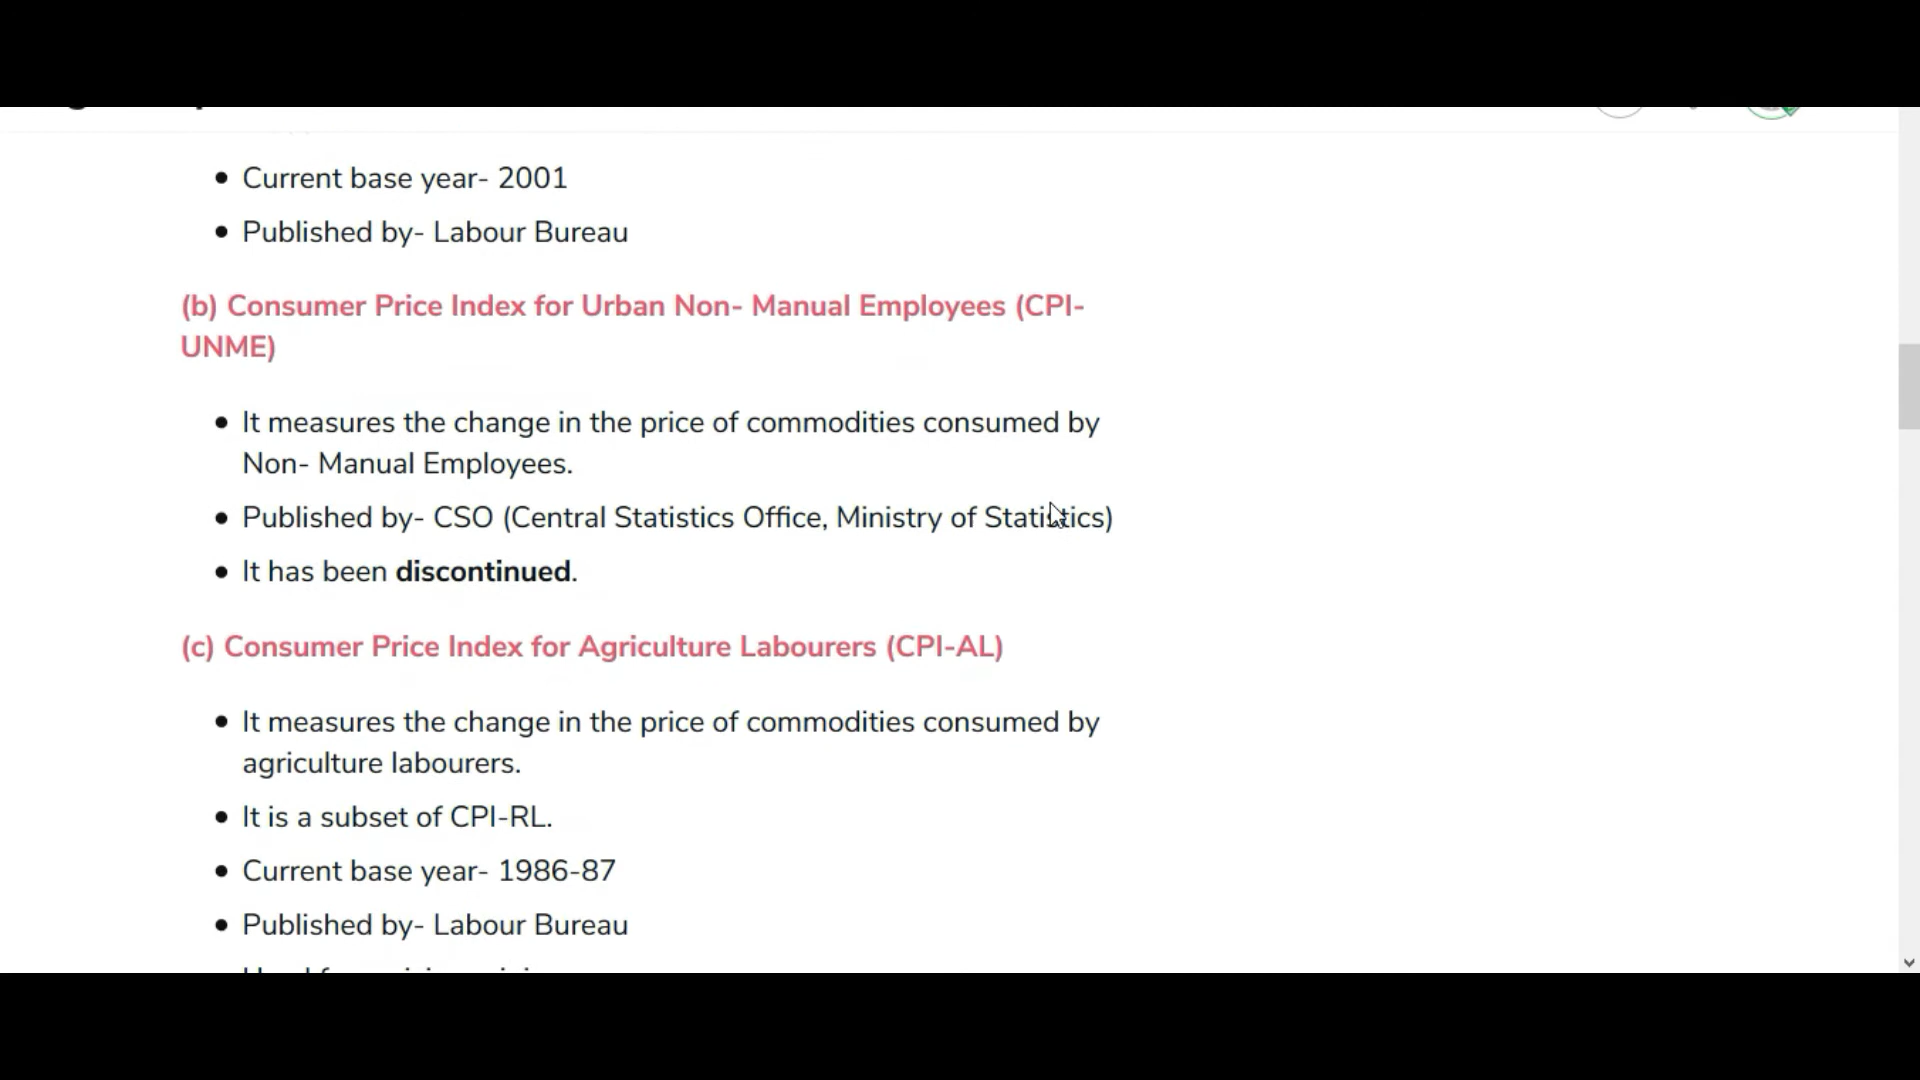 • Current base year- 2001
• Published by- Labour Bureau
(b) Consumer Price Index for Urban Non- Manual Employees (CPI-
UNME)
• It measures the change in the price of commodities consumed by
Non- Manual Employees.
• Published by- CSO (Central Statistics Office, Ministry of Statistics)
• It has been discontinued.
(c) Consumer Price Index for Agriculture Labourers (CPI-AL)
• It measures the change in the price of commodities consumed by
agriculture labourers.
• It is a subset of CPI-RL.
• Current base year- 1986-87
• Published by- Labour Bureau